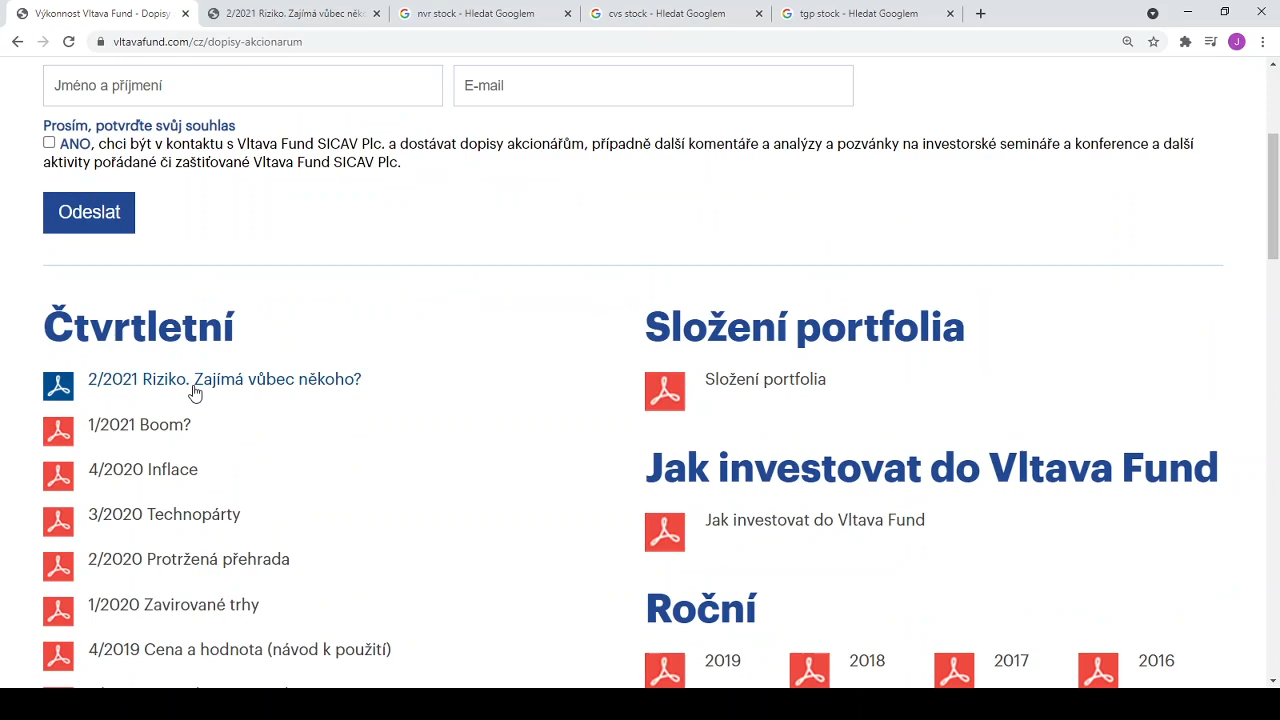 Výkonnost Vltava Fund - Dopisy
2/2021 Riziko. Zajímá vůbec něko
nvr stock - Hledat Googlem
cvs stock - Hledat Googlem
tgp stock - Hledat Googlem
vltavafund.com/cz/dopisy-akcionarum
J
Jméno a příjmení
E-mail
Prosím, potvrďte svůj souhlas
ANO, chci být v kontaktu s Vltava Fund SICAV Plc. a dostávat dopisy akcionářům, případně další komentáře a analýzy a pozvánky na investorské semináře a konference a další
aktivity pořádané či zaštiťované Vltava Fund SICAV Plc.
Odeslat
Čtvrtletní
2/2021 Riziko. Zajímá vůbec někoho?
1/2021 Boom?
4/2020 Inflace
3/2020 Technopárty
2/2020 Protržená přehrada
1/2020 Zavirované trhy
4/2019 Cena a hodnota (návod k použití)
Složení portfolia
Složení portfolia
Jak investovat do Vltava Fund
Jak investovat do Vltava Fund
Roční
2019
2018
2017
2016